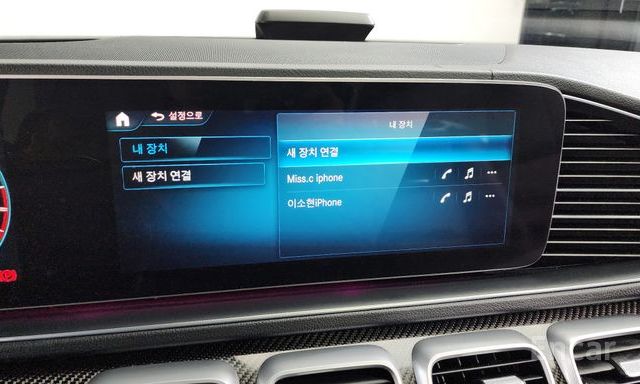 설정으로
내 장치
내 장치
새 장치 연결
새 장치 연결
Miss.c iphone
이소현iPhone